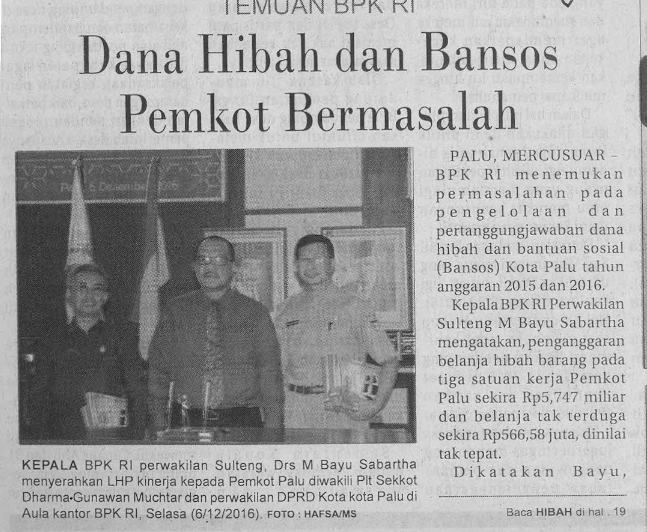 TEMUAN BPK RI
Dana Hibah dan Bansos
Pemkot Bermasalah
PALU, MERCUSUAR –
BPK RI menemukan
permasalahan pada
pengelolaan dan
pertanggungjawaban dana
hibah dan bantuan sosial
(Bansos) Kota Palu tahun
anggaran 2015 dan 2016.
Kepala BPK RI Perwakilan
Sulteng M Bayu Sabartha
mengatakan, penganggaran
belanja hibah barang pada
tiga satuan kerja Pemkot
Palu sekira Rp5,747 miliar
dan belanja tak terduga
sekira Rp566,58 juta, dinilai
tak tepat.
Dikatakan Bayu,
Baca HIBAH di hal . 19
KEPALA BPK RI perwakilan Sulteng, Drs M Bayu Sabartha
menyerahkan LHP kinerja kepada Pemkot Palu diwakili Plt Sekkot
Dharma-Gunawan Muchtar dan perwakilan DPRD Kota kota Palu di
Aula kantor BPK RI, Selasa (6/12/2016). FOTO : HAFSA/MS